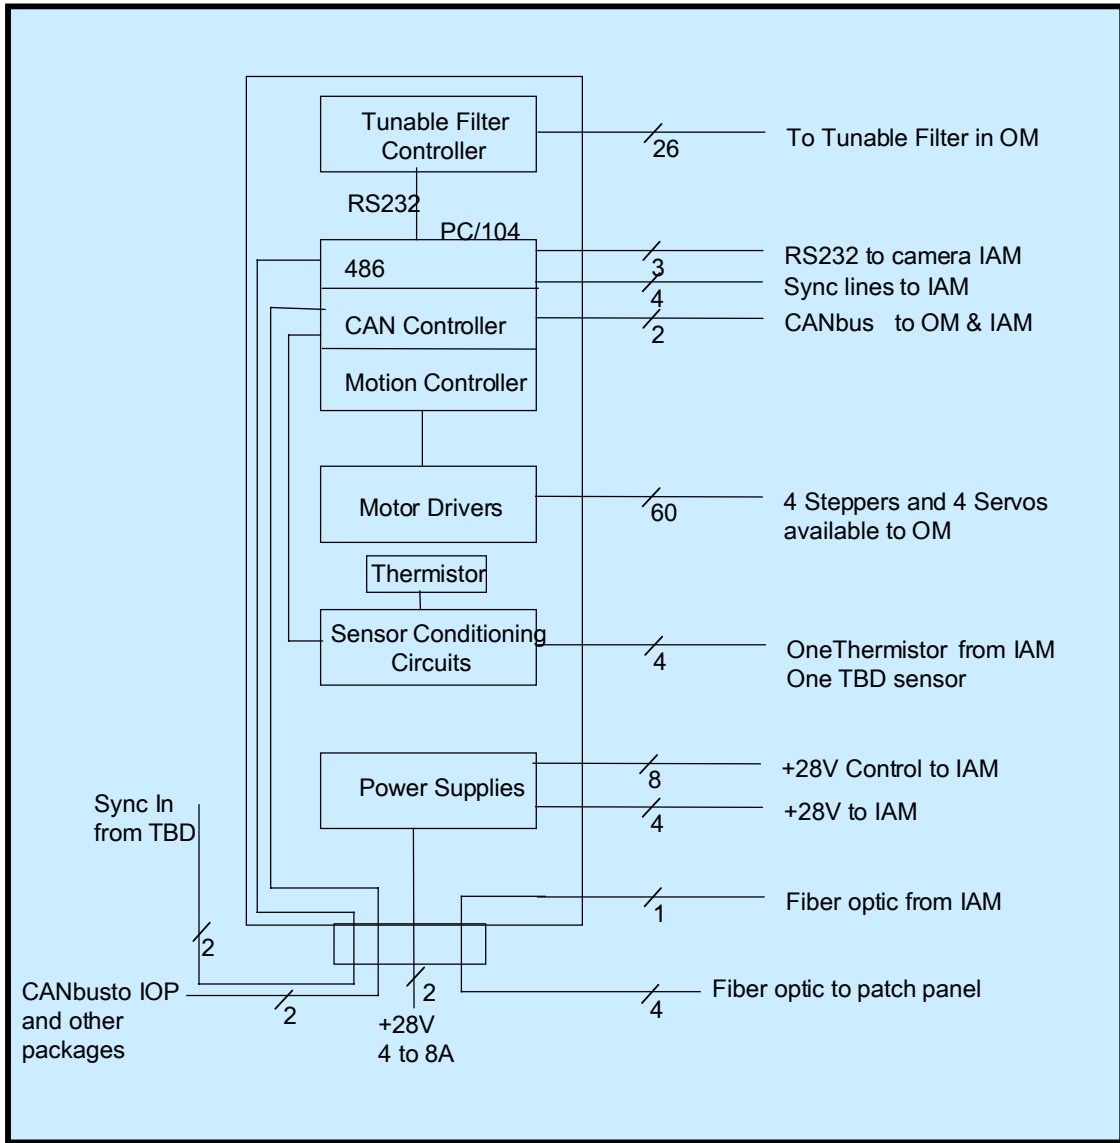 Tunable Filter
Controller
26
To Tunable Filter in OM
RS232
PC/104
486
3
RS232 to camera IAM
4
Sync lines to IAM
CAN Controller
2
CANbus to OM & IAM
Motion Controller
Motor Drivers
60
4 Steppers and 4 Servos
available to OM
Thermistor
Sensor Conditioning
Circuits
4
OneThermistor from IAM
One TBD sensor
Power Supplies
8
+28V Control to IAM
4
+28V to IAM
Sync In
from TBD
1
Fiber optic from IAM
2
CANbusto IOP
and other
packages
2
2
+28V
4 to 8A
4
Fiber optic to patch panel